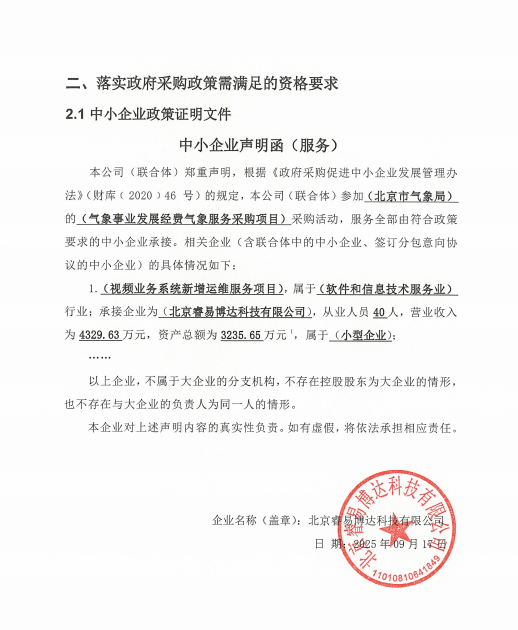 二、落实政府采购政策需满足的资格要求
2.1 中小企业政策证明文件
中小企业声明函（服务）
本公司（联合体）郑重声明，根据《政府采购促进中小企业发展管理办
法》（财库﹝2020﹞46 号）的规定，本公司（联合体）参加（北京市气象局）
的（气象事业发展经费气象服务采购项目）采购活动，服务全部由符合政策
要求的中小企业承接。相关企业（含联合体中的中小企业、签订分包意向协
议的中小企业）的具体情况如下：
1.（视频业务系统新增运维服务项目），属于（软件和信息技术服务业）
行业；承接企业为（北京睿易博达科技有限公司），从业人员 40 人，营业收入
为 4329.63 万元，资产总额为 3235.65 万元¹，属于（小型企业）；
……
以上企业，不属于大企业的分支机构，不存在控股股东为大企业的情形，
也不存在与大企业的负责人为同一人的情形。
本企业对上述声明内容的真实性负责。如有虚假，将依法承担相应责任。
企业名称（盖章）：北京睿易博达科技有限公司
日 期：2025 年 09 月 17 日
北京睿易博达科技有限公司
11010810641649